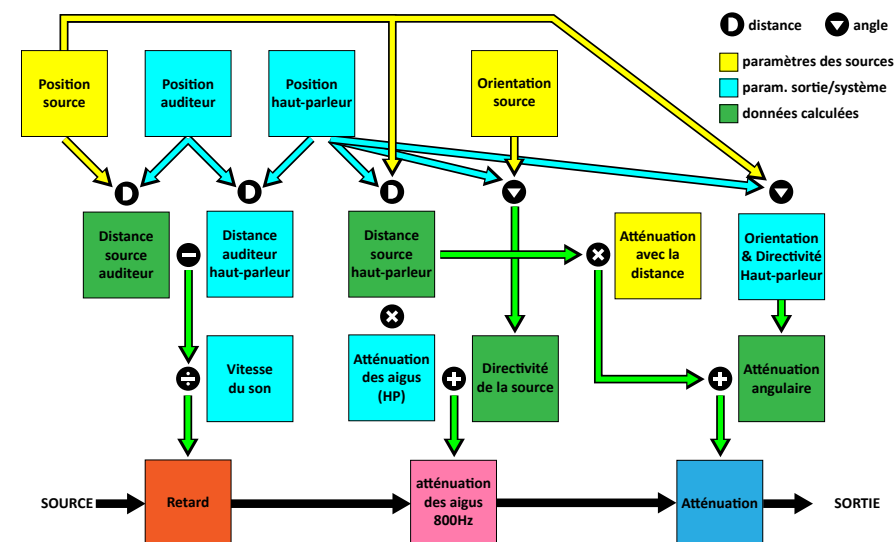 distance
angle
paramètres des sources
param. sortie/système
données calculées
Position
source
Position
auditeur
Position
haut-parleur
Orientation
source
D
D
D
Distance
source
auditeur
Distance
auditeur
haut-parleur
Distance
source
haut-parleur
Atténuation
avec la
distance
Orientation
& Directivité
Haut-parleur
Vitesse
du son
Atténuation
des aigus
(HP)
Directivité
de la source
Atténuation
angulaire
SOURCE
Retard
atténuation
des aigus
800Hz
Atténuation
SORTIE